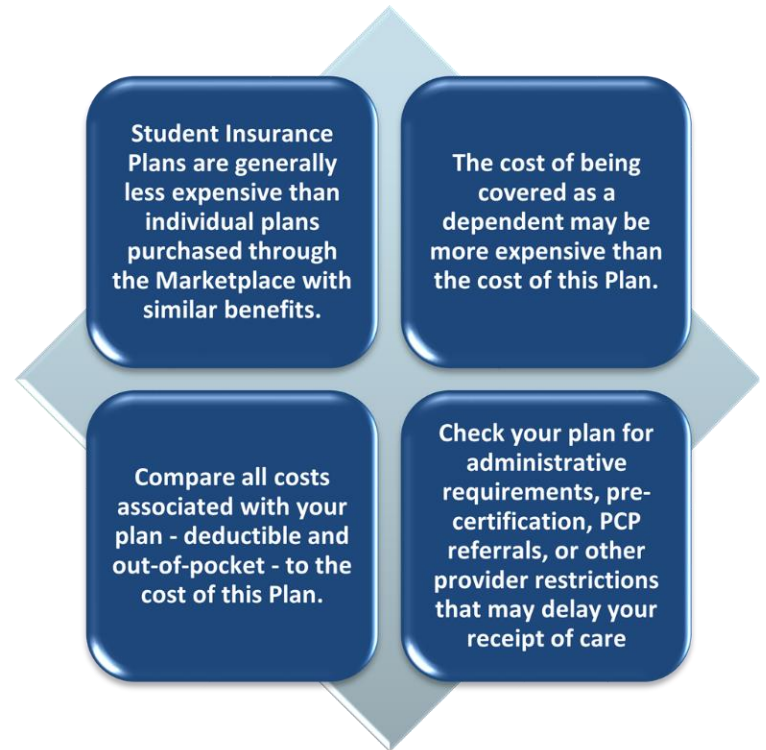 Student Insurance
Plans are generally
less expensive than
individual plans
purchased through
the Marketplace with
similar benefits.
The cost of being
covered as a
dependent may be
more expensive than
the cost of this Plan.
Compare all costs
associated with your
plan - deductible and
out-of-pocket - to the
cost of this Plan.
Check your plan for
administrative
requirements, pre-
certification, PCP
referrals, or other
provider restrictions
that may delay your
receipt of care